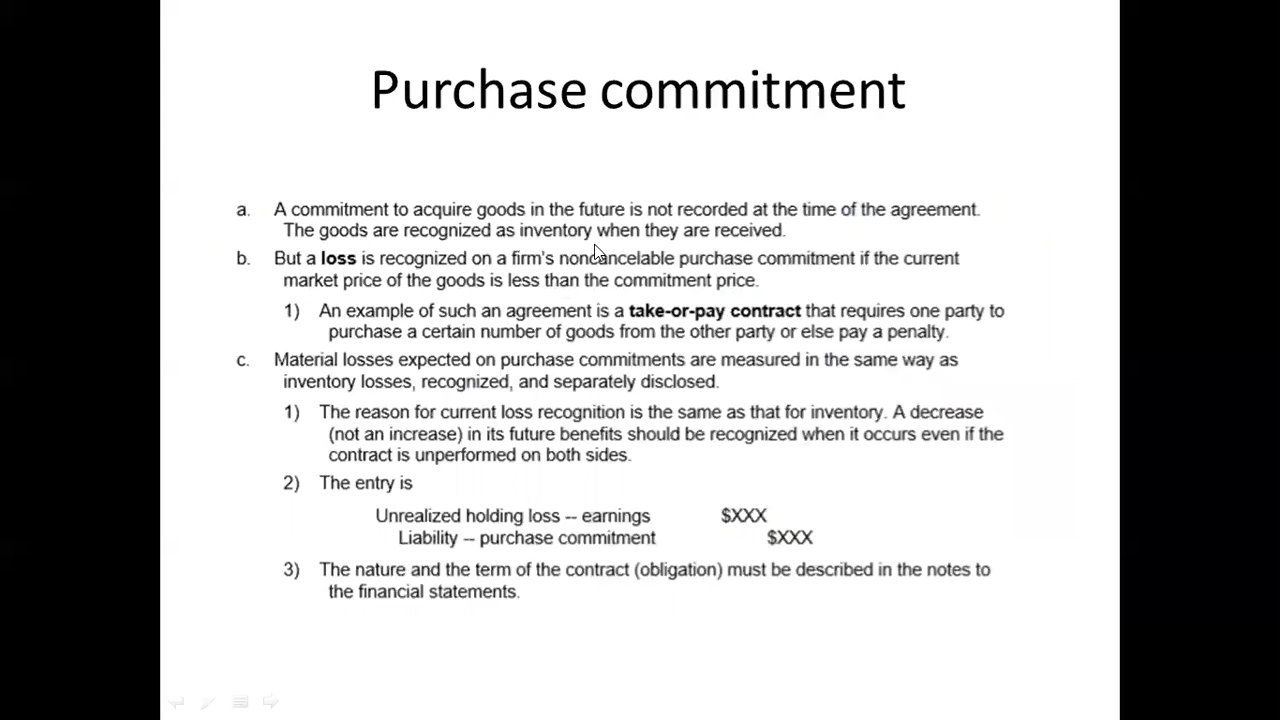 Purchase commitment
a. A commitment to acquire goods in the future is not recorded at the time of the agreement.
The goods are recognized as inventory when they are received.
b. But a loss is recognized on a firm's noncancelable purchase commitment if the current
market price of the goods is less than the commitment price.
1) An example of such an agreement is a take-or-pay contract that requires one party to
purchase a certain number of goods from the other party or else pay a penalty.
c. Material losses expected on purchase commitments are measured in the same way as
inventory losses, recognized, and separately disclosed.
1) The reason for current loss recognition is the same as that for inventory. A decrease
(not an increase) in its future benefits should be recognized when it occurs even if the
contract is unperformed on both sides.
2) The entry is
Unrealized holding loss -- earnings $XXX
Liability -- purchase commitment $XXX
3) The nature and the term of the contract (obligation) must be described in the notes to
the financial statements.